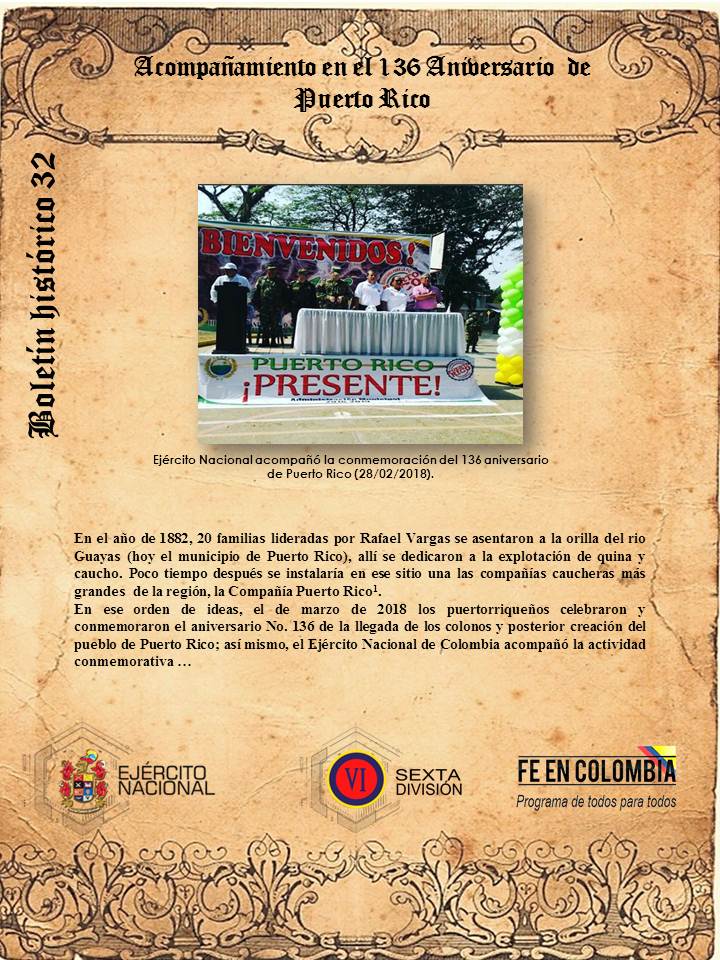 Acompañamiento en el 136 Aniversario de
Puerto Rico
Boletín histórico 32
BIENVENIDOS!
PUERTO RICO
¡PRESENTE!
Administración Municipal
Ejército Nacional acompañó la conmemoración del 136 aniversario
de Puerto Rico (28/02/2018).
En el año de 1882, 20 familias lideradas por Rafael Vargas se asentaron a la orilla del rio
Guayas (hoy el municipio de Puerto Rico), allí se dedicaron a la explotación de quina y
caucho. Poco tiempo después se instalaría en ese sitio una las compañías caucheras más
grandes de la región, la Compañía Puerto Rico¹.
En ese orden de ideas, el de marzo de 2018 los puertorriqueños celebraron y
conmemoraron el aniversario No. 136 de la llegada de los colonos y posterior creación del
pueblo de Puerto Rico; así mismo, el Ejército Nacional de Colombia acompañó la actividad
conmemorativa …
EJÉRCITO
NACIONAL
VI
SEXTA
DIVISIÓN
FE EN COLOMBIA
Programa de todos para todos